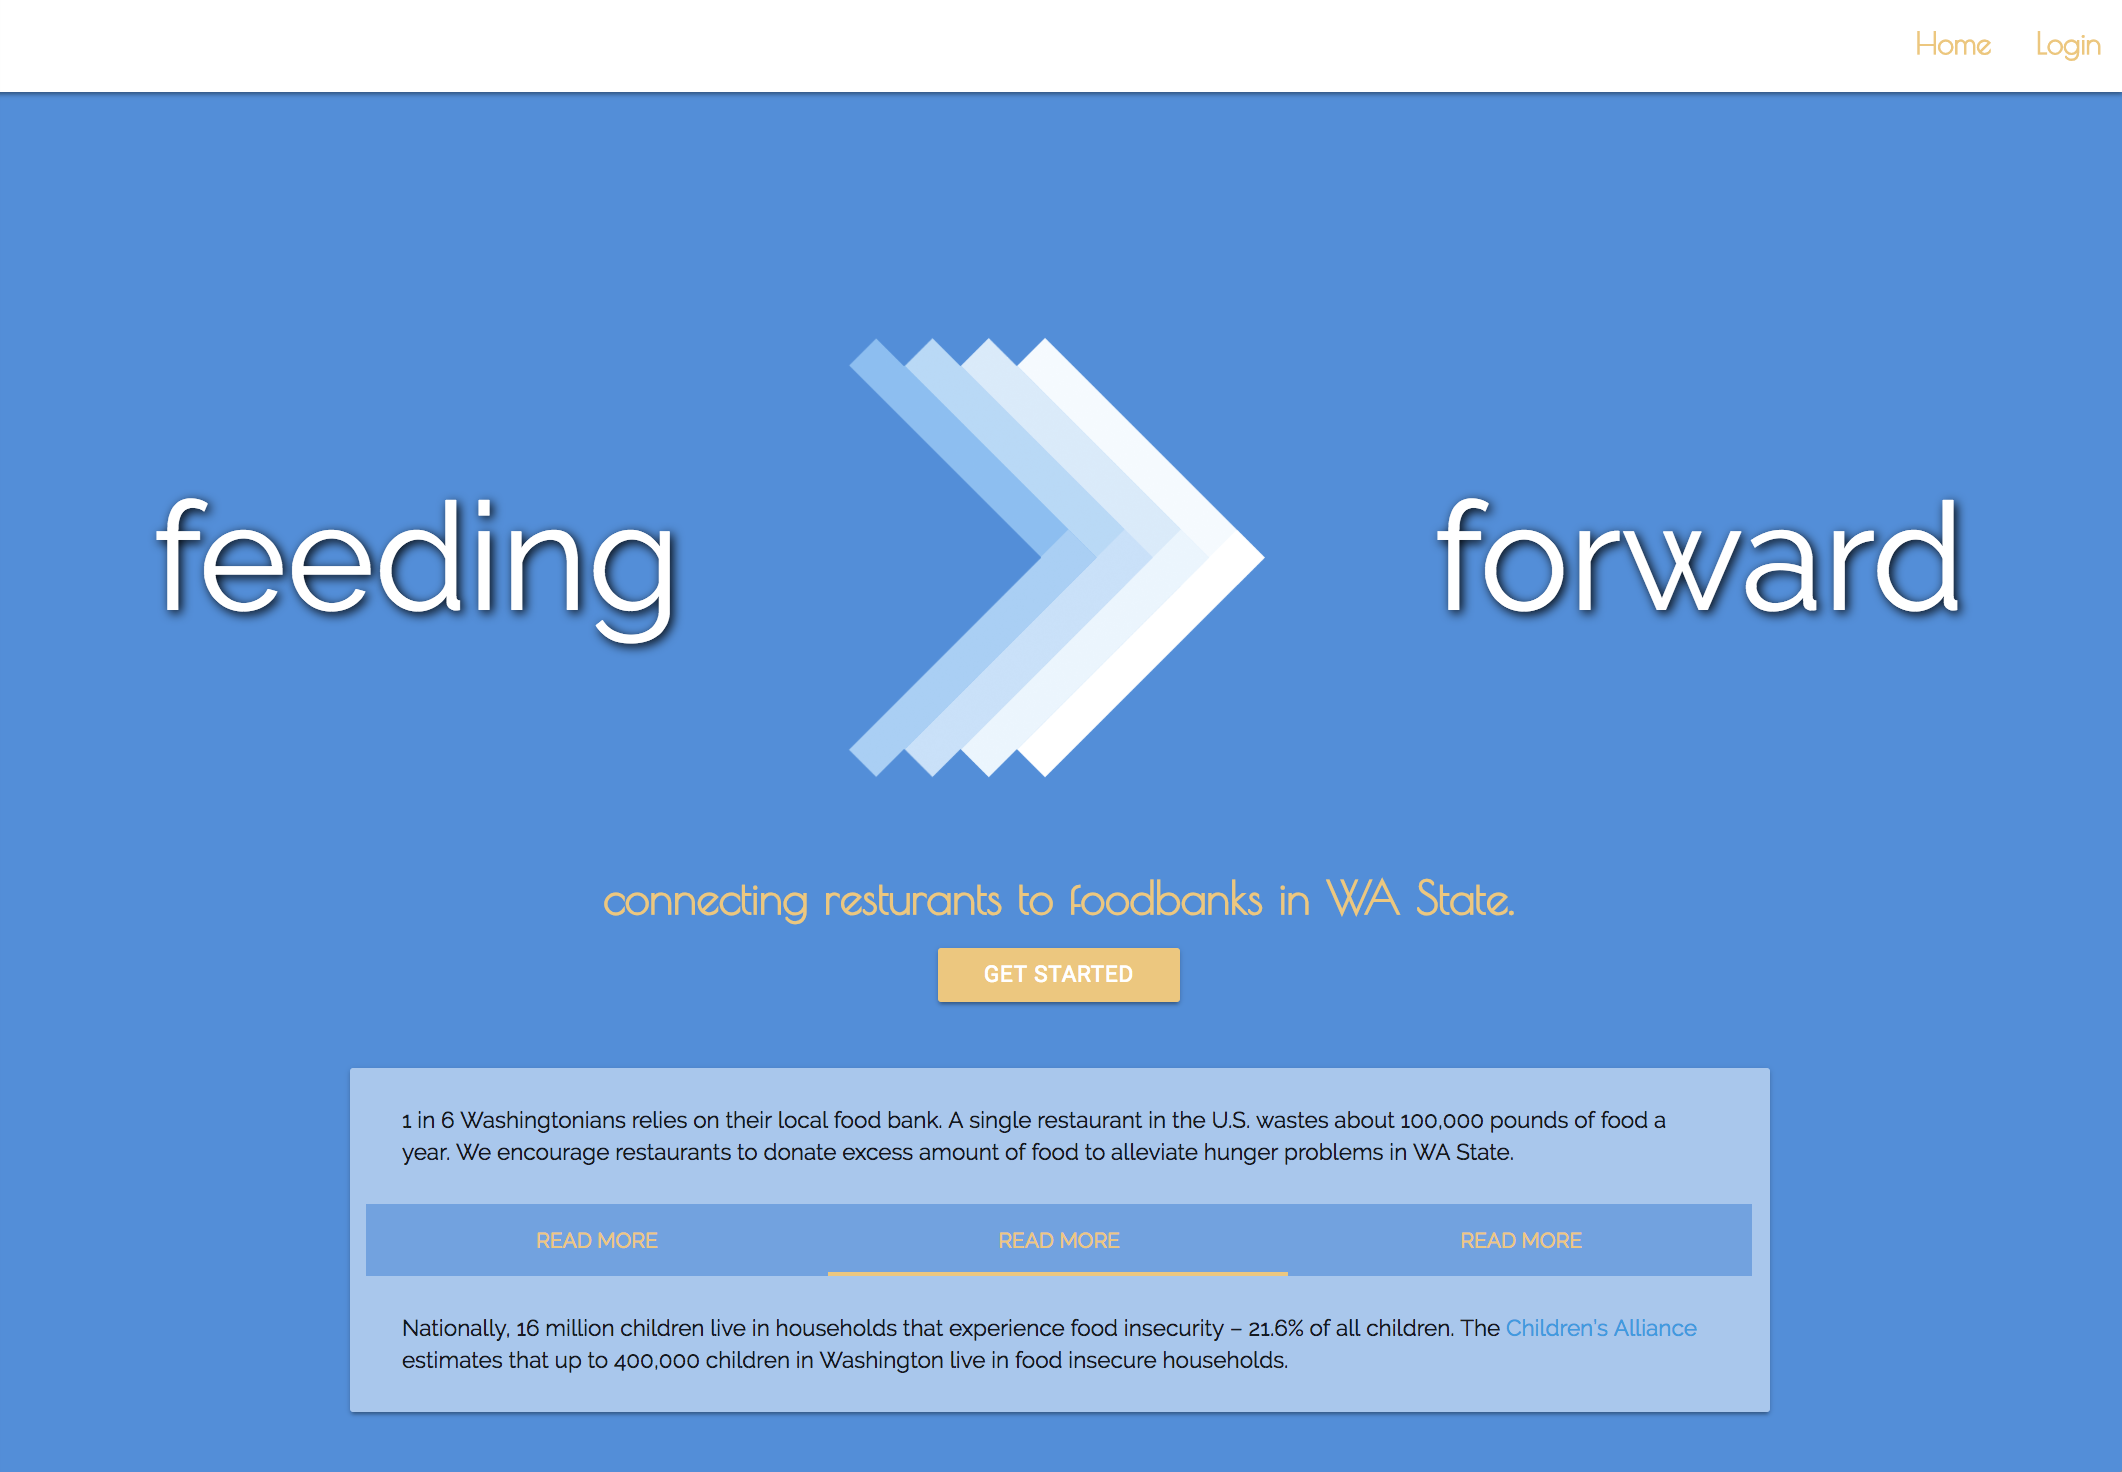 Home Login
feeding forward
connecting resturants to foodbanks in WA State.
GET STARTED
1 in 6 Washingtonians relies on their local food bank. A single restaurant in the U.S. wastes about 100,000 pounds of food a
year. We encourage restaurants to donate excess amount of food to alleviate hunger problems in WA State.
READ MORE READ MORE READ MORE
Nationally, 16 million children live in households that experience food insecurity – 21.6% of all children. The Children's Alliance
estimates that up to 400,000 children in Washington live in food insecure households.